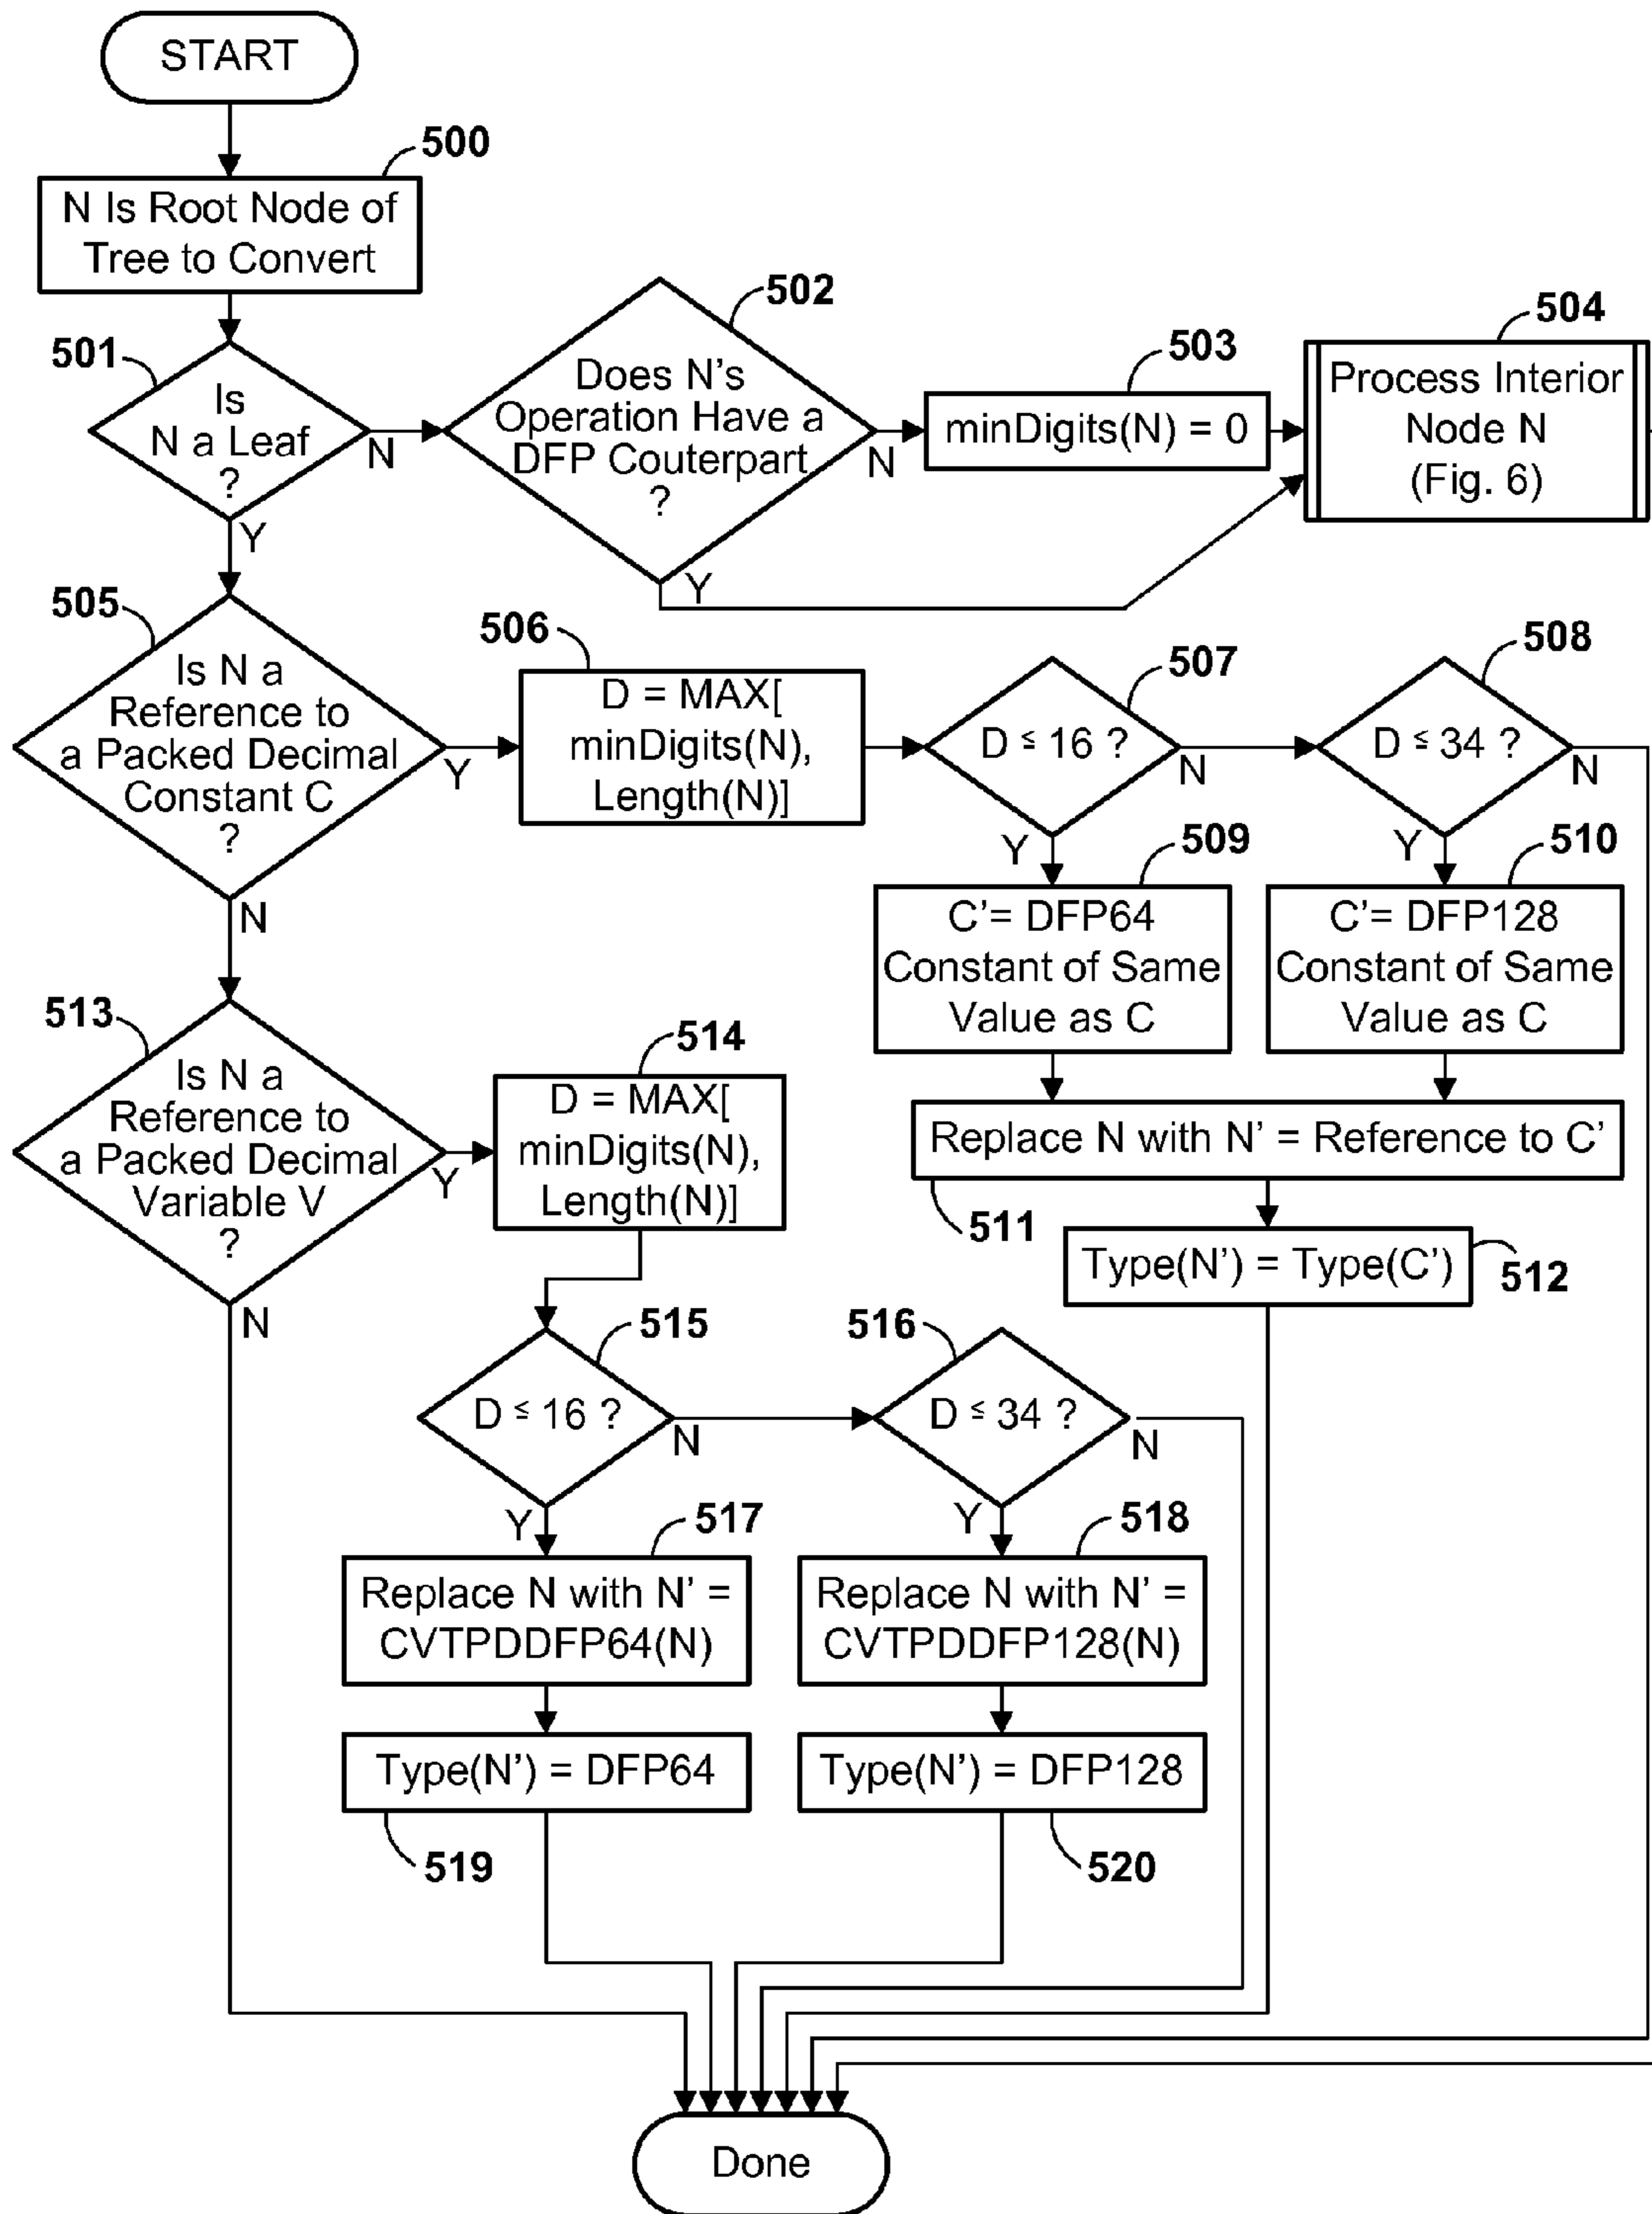 START
500
N Is Root Node of
Tree to Convert
501
Is
N a Leaf
?
N
Y
502
Does N's
Operation Have a
DFP Couterpart
?
N
Y
503
minDigits(N) = 0
504
Process Interior
Node N
(Fig. 6)
505
Is N a
Reference to
a Packed Decimal
Constant C
?
Y
N
506
D = MAX[
minDigits(N),
Length(N)]
507
D ≤ 16 ?
N
Y
508
D ≤ 34 ?
N
Y
509
C'= DFP64
Constant of Same
Value as C
510
C'= DFP128
Constant of Same
Value as C
Replace N with N' = Reference to C'
511
Type(N') = Type(C')
512
513
Is N a
Reference to
a Packed Decimal
Variable V
?
Y
N
514
D = MAX[
minDigits(N),
Length(N)]
515
D ≤ 16 ?
N
Y
516
D ≤ 34 ?
N
Y
517
Replace N with N' =
CVTPDDFP64(N)
518
Replace N with N' =
CVTPDDFP128(N)
Type(N') = DFP64
519
Type(N') = DFP128
520
Done